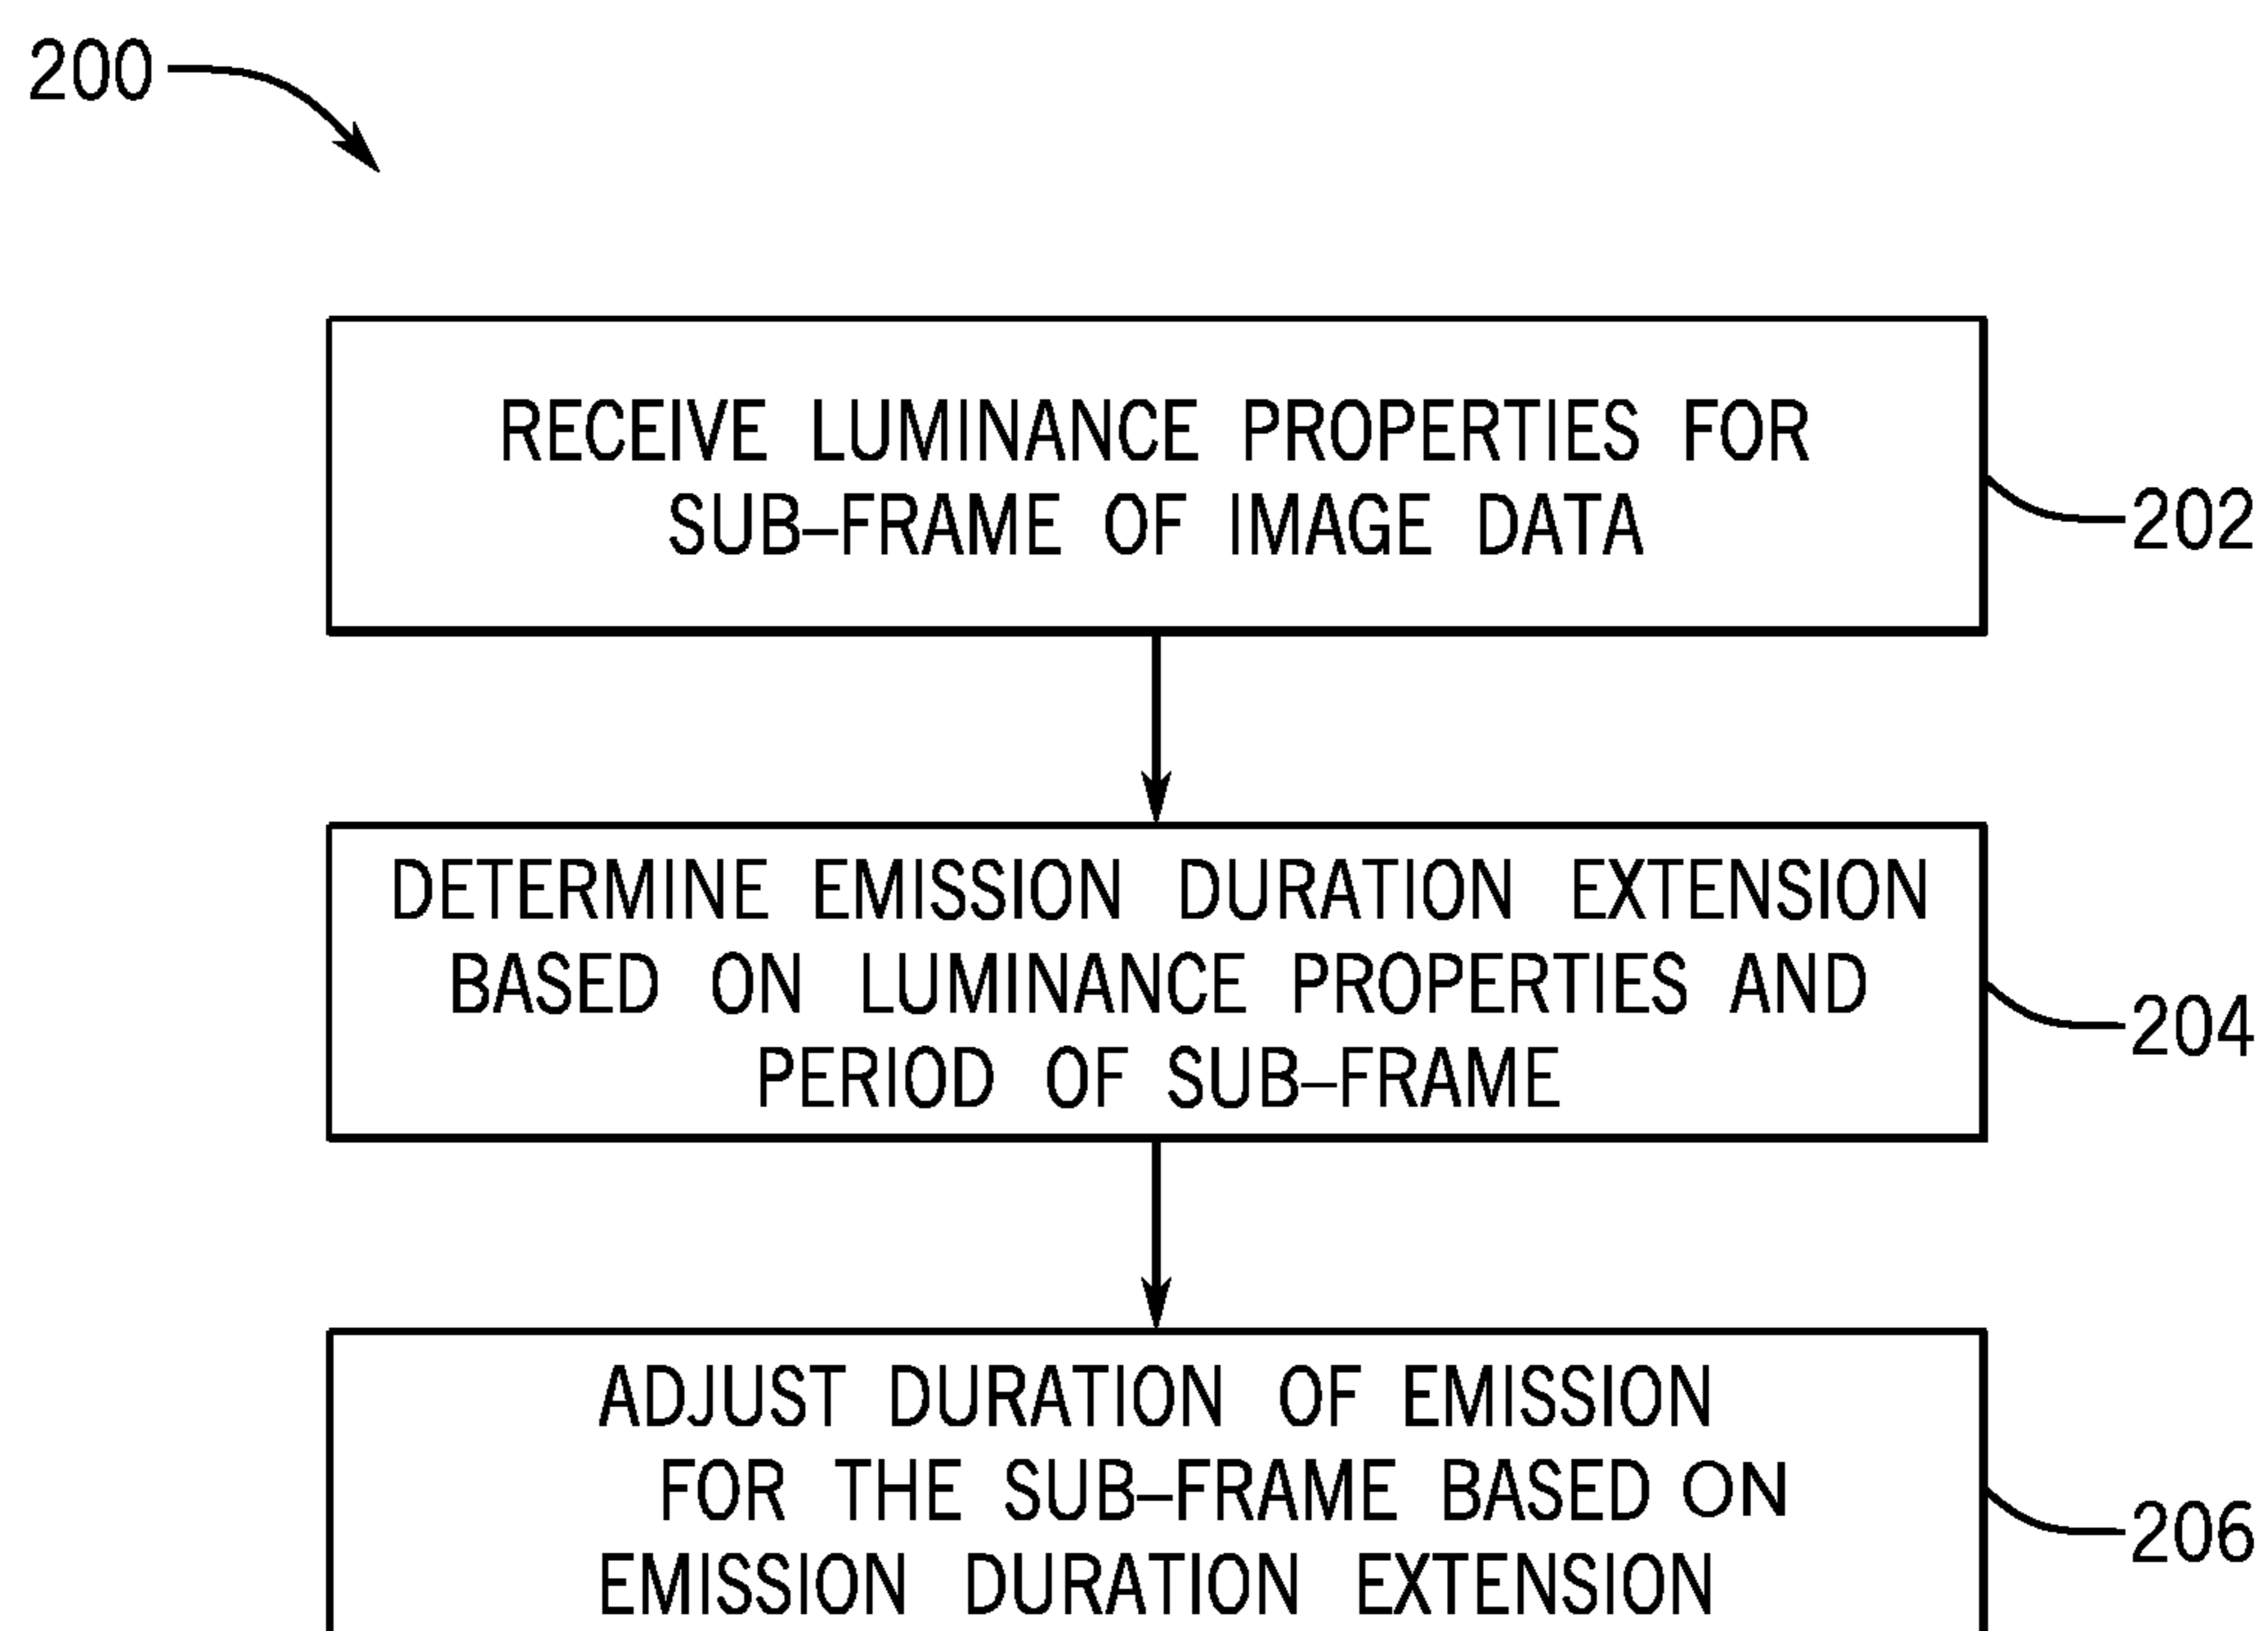 200
RECEIVE LUMINANCE PROPERTIES FOR
SUB–FRAME OF IMAGE DATA
202
DETERMINE EMISSION DURATION EXTENSION
BASED ON LUMINANCE PROPERTIES AND
PERIOD OF SUB–FRAME
204
ADJUST DURATION OF EMISSION
FOR THE SUB–FRAME BASED ON
EMISSION DURATION EXTENSION
206